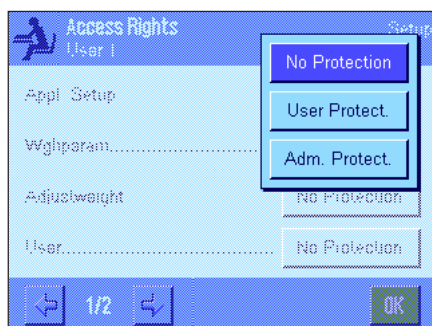 Access Rights
Setup
User 1
No Protection
User Protect.
Adm. Protect.
Appl. Setup
Wghparam
Adjustweight
No Protection
User
No Protection
1/2
OK